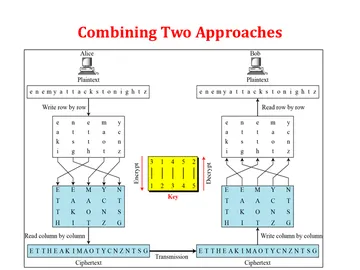 Combining Two Approaches
Alice
Bob
Plaintext
Plaintext
e n e m y a t t a c k s t o n i g h t z
e n e m y a t t a c k s t o n i g h t z
Write row by row
Read row by row
e n e m y
a t t a c
k s t o n
i g h t z
e n e m y
a t t a c
k s t o n
i g h t z
Encrypt
3 1 4 5 2
1 2 3 4 5
Key
Decrypt
E E M Y N
T A A C T
T K O N S
H I T Z G
E E M Y N
T A A C T
T K O N S
H I T Z G
Read column by column
Write column by column
E T T H E A K I M A O T Y C N Z N T S G
Transmission
E T T H E A K I M A O T Y C N Z N T S G
Ciphertext
Ciphertext